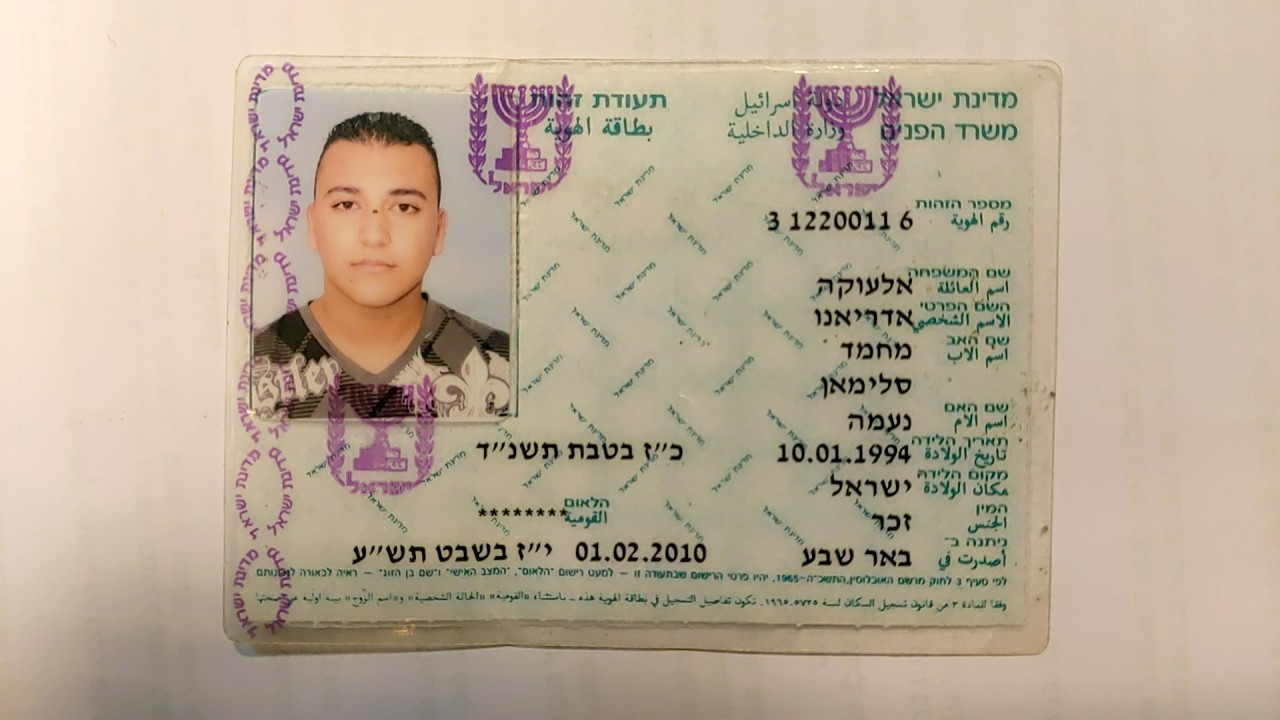 מדינת ישראל دولة اسرائيل תעודת זהות
משרד הפנים وزارة الداخلية بطاقة الهوية
מספר הזהות
رقم الهوية 3 1220011 6
שם המשפחה
اسم العائلة אלעוקה
השם הפרטי
الاسم الشخصي אדריאנו
שם האב
اسم الاب מחמד
סלימאן
שם האם
اسم الام נעמה
תאריך הלידה
تاريخ الولادة 10.01.1994 כ״ז בטבת תשנ״ד
מקום הלידה
مكان الولادة ישראל
המין
الجنس זכר
הלאום
القومية ********
ניתנה ב־
أصدرت في באר שבע 01.02.2010 י״ז בשבט תש״ע
לפי סעיף 3 לחוק מרשם האוכלוסין, התשכ״ה-1965, יהיו פרטי הרישום שבתעודה זו – למעט רישום "הלאום", "המצב האישי" ו"שם בן הזוג" – ראיה לכאורה לנכונותם
وفقا للمادة ٣ من قانون تسجيل السكان لسنة ٥٧٢٥-١٩٦٥، تكون تفاصيل التسجيل في بطاقة الهوية هذه - باستثناء «القومية» «الحالة الشخصية» و«اسم الزوج» بينه اوليه على صحتها
ישראל
ישראל
ישראל
מדינת ישראל